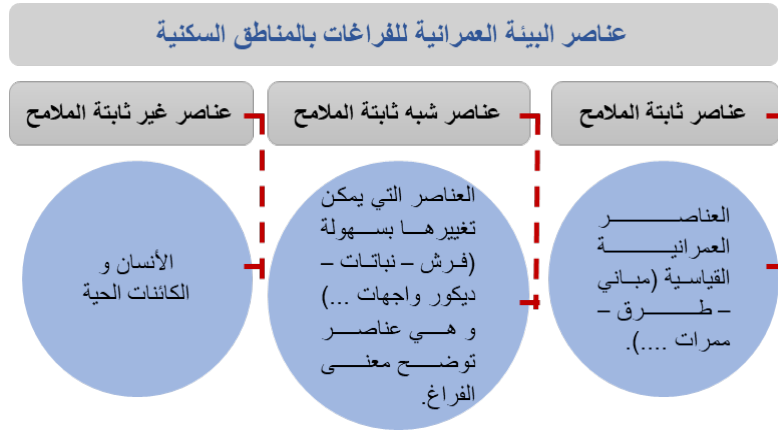 عناصر البيئة العمرانية للفراغات بالمناطق السكنية
عناصر ثابتة الملامح
العناصر
العمرانية
القياسية (مباني
– طرق –
ممرات ....).
عناصر شبه ثابتة الملامح
العناصر التي يمكن
تغييرها بسهولة
(فرش – نباتات –
ديكور واجهات ...)
و هي عناصر
توضح معنى
الفراغ.
عناصر غير ثابتة الملامح
الأنسان و
الكائنات الحية